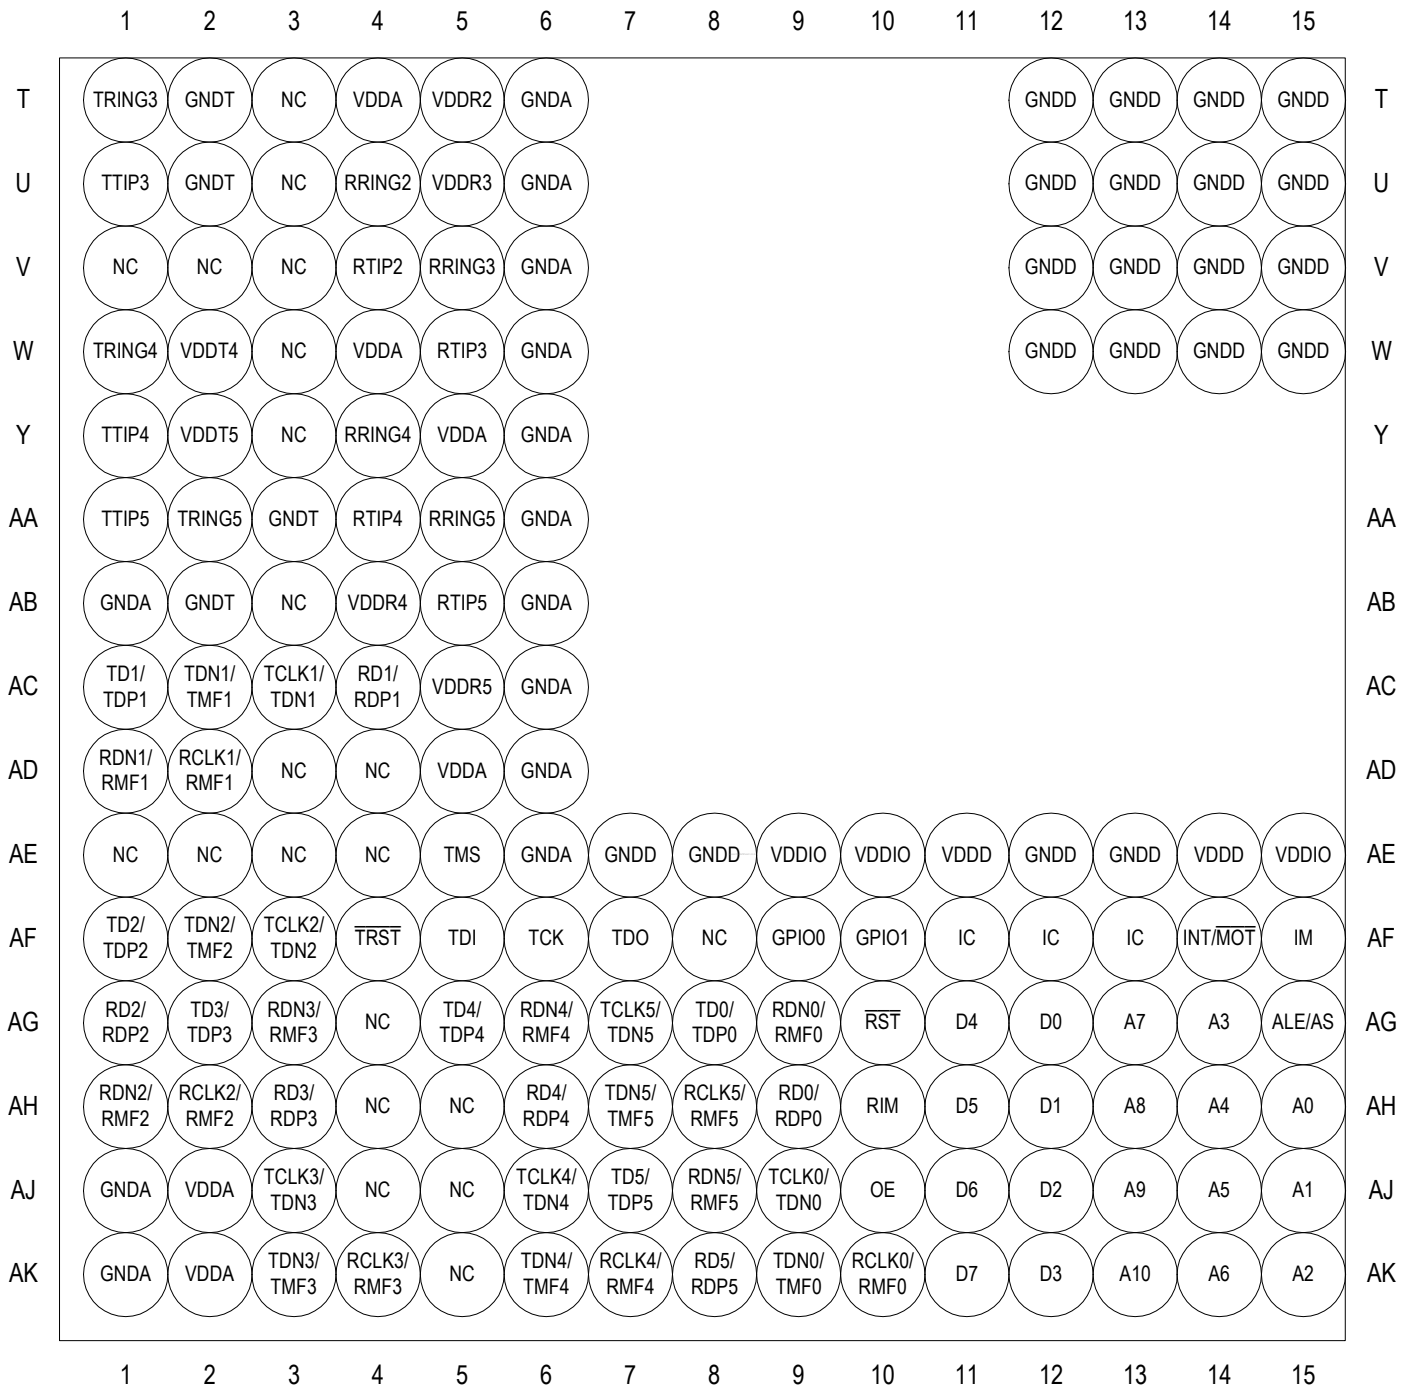 1 2 3 4 5 6 7 8 9 10 11 12 13 14 15
T TRING3 GNDT NC VDDA VDDR2 GNDA GNDD GNDD GNDD GNDD T
U TTIP3 GNDT NC RRING2 VDDR3 GNDA GNDD GNDD GNDD GNDD U
V NC NC NC RTIP2 RRING3 GNDA GNDD GNDD GNDD GNDD V
W TRING4 VDDT4 NC VDDA RTIP3 GNDA GNDD GNDD GNDD GNDD W
Y TTIP4 VDDT5 NC RRING4 VDDA GNDA Y
AA TTIP5 TRING5 GNDT RTIP4 RRING5 GNDA AA
AB GNDA GNDT NC VDDR4 RTIP5 GNDA AB
TD1/ TDN1/ TCLK1/ RD1/
AC VDDR5 GNDA AC
TDP1 TMF1 TDN1 RDP1
RDN1/ RCLK1/
AD NC NC VDDA GNDA AD
RMF1 RMF1
AE NC NC NC NC TMS GNDA GNDD GNDD VDDIO VDDIO VDDD GNDD GNDD VDDD VDDIO AE
TD2/ TDN2/ TCLK2/
AF TRST TDI TCK TDO NC GPIO0 GPIO1 IC IC IC INT/MOT IM AF
TDP2 TMF2 TDN2
RD2/ TD3/ RDN3/ TD4/ RDN4/ TCLK5/ TD0/ RDN0/
AG NC RST D4 D0 A7 A3 ALE/AS AG
RDP2 TDP3 RMF3 TDP4 RMF4 TDN5 TDP0 RMF0
RDN2/ RCLK2/ RD3/ RD4/ TDN5/ RCLK5/ RD0/
AH NC NC RIM D5 D1 A8 A4 A0 AH
RMF2 RMF2 RDP3 RDP4 TMF5 RMF5 RDP0
TCLK3/ TCLK4/ TD5/ RDN5/ TCLK0/
AJ GNDA VDDA NC NC OE D6 D2 A9 A5 A1 AJ
TDN3 TDN4 TDP5 RMF5 TDN0
TDN3/ RCLK3/ TDN4/ RCLK4/ RD5/ TDN0/ RCLK0/
AK GNDA VDDA NC D7 D3 A10 A6 A2 AK
TMF3 RMF3 TMF4 RMF4 RDP5 TMF0 RMF0
1 2 3 4 5 6 7 8 9 10 11 12 13 14 15